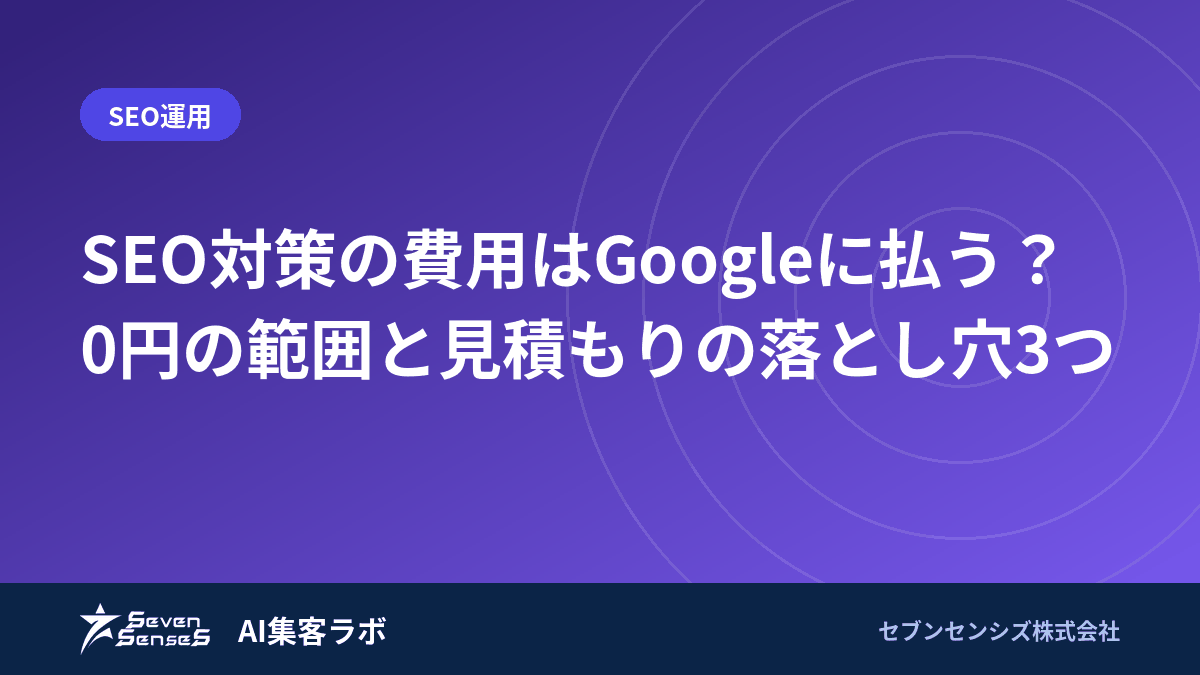 SEO運用
SEO対策の費用はGoogleに払う？
0円の範囲と見積もりの落とし穴3つ
Seven
Senses
AI集客ラボ
セブンセンシズ株式会社